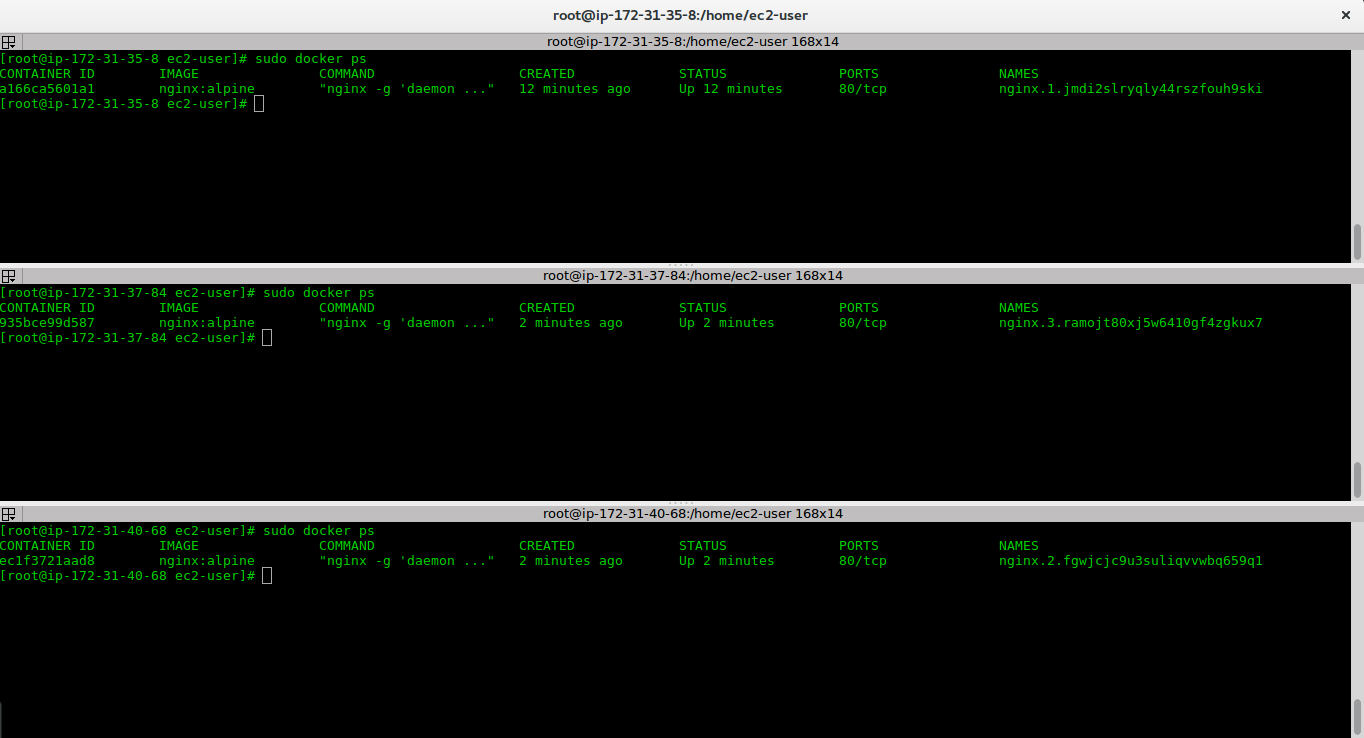 root@ip-172-31-35-8:/home/ec2-user
root@ip-172-31-35-8:/home/ec2-user 168x14
[root@ip-172-31-35-8 ec2-user]# sudo docker ps
CONTAINER ID        IMAGE               COMMAND                  CREATED             STATUS              PORTS               NAMES
a166ca5601a1        nginx:alpine        "nginx -g 'daemon ..."   12 minutes ago      Up 12 minutes       80/tcp              nginx.1.jmdi2slryqly44rszfouh9ski
[root@ip-172-31-35-8 ec2-user]#
root@ip-172-31-37-84:/home/ec2-user 168x14
[root@ip-172-31-37-84 ec2-user]# sudo docker ps
CONTAINER ID        IMAGE               COMMAND                  CREATED             STATUS              PORTS               NAMES
935bce99d587        nginx:alpine        "nginx -g 'daemon ..."   2 minutes ago       Up 2 minutes        80/tcp              nginx.3.ramojt80xj5w6410gf4zgkux7
[root@ip-172-31-37-84 ec2-user]#
root@ip-172-31-40-68:/home/ec2-user 168x14
[root@ip-172-31-40-68 ec2-user]# sudo docker ps
CONTAINER ID        IMAGE               COMMAND                  CREATED             STATUS              PORTS               NAMES
ec1f3721aad8        nginx:alpine        "nginx -g 'daemon ..."   2 minutes ago       Up 2 minutes        80/tcp              nginx.2.fgwjcjc9u3suliqvvwbq659q1
[root@ip-172-31-40-68 ec2-user]#